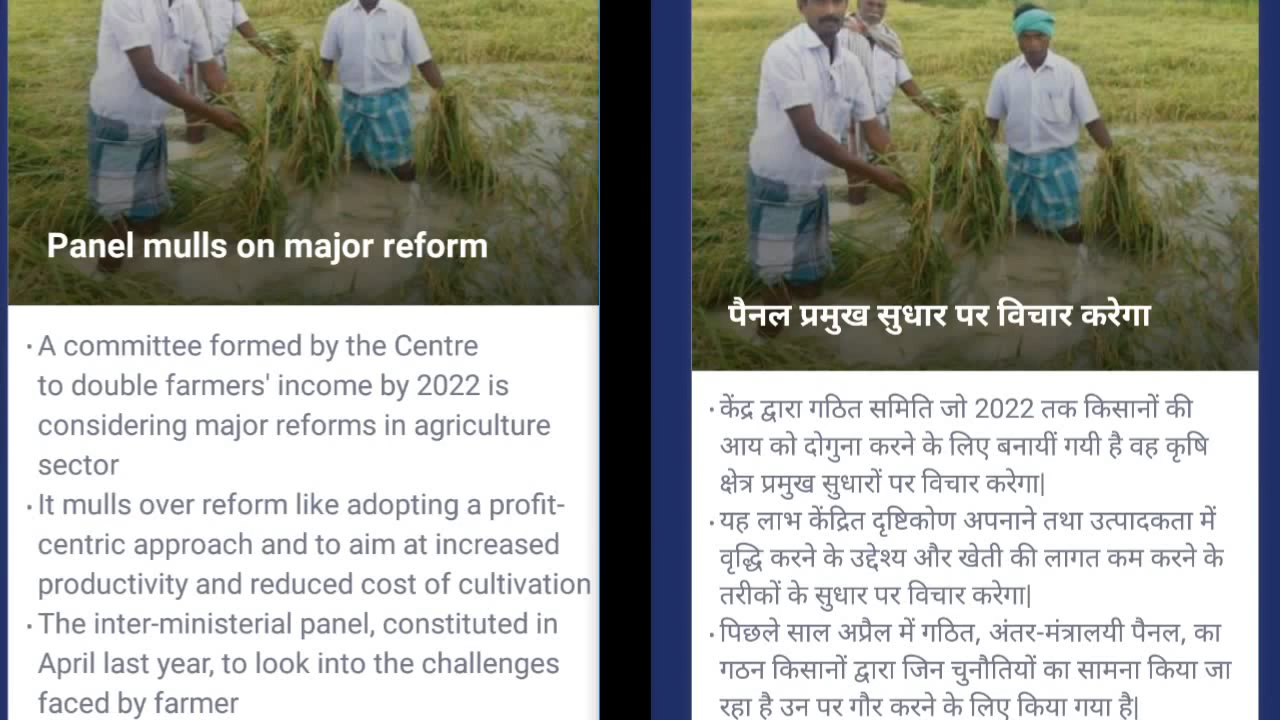 Panel mulls on major reform
· A committee formed by the Centre
to double farmers' income by 2022 is
considering major reforms in agriculture
sector
· It mulls over reform like adopting a profit-
centric approach and to aim at increased
productivity and reduced cost of cultivation
· The inter-ministerial panel, constituted in
April last year, to look into the challenges
faced by farmer
पैनल प्रमुख सुधार पर विचार करेगा
· केंद्र द्वारा गठित समिति जो 2022 तक किसानों की
आय को दोगुना करने के लिए बनायीं गयी है वह कृषि
क्षेत्र प्रमुख सुधारों पर विचार करेगा|
· यह लाभ केंद्रित दृष्टिकोण अपनाने तथा उत्पादकता में
वृद्धि करने के उद्देश्य और खेती की लागत कम करने के
तरीकों के सुधार पर विचार करेगा|
· पिछले साल अप्रैल में गठित, अंतर-मंत्रालयी पैनल, का
गठन किसानों द्वारा जिन चुनौतियों का सामना किया जा
रहा है उन पर गौर करने के लिए किया गया है|